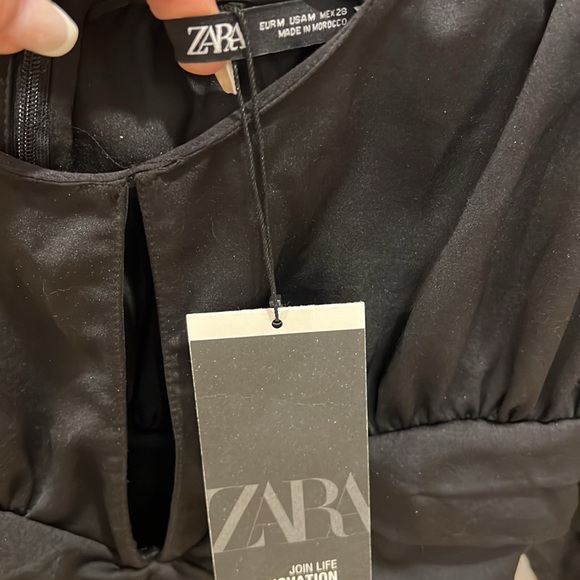 ZARA
EUR M USA M MEX 28
MADE IN MOROCCO
ZARA
JOIN LIFE